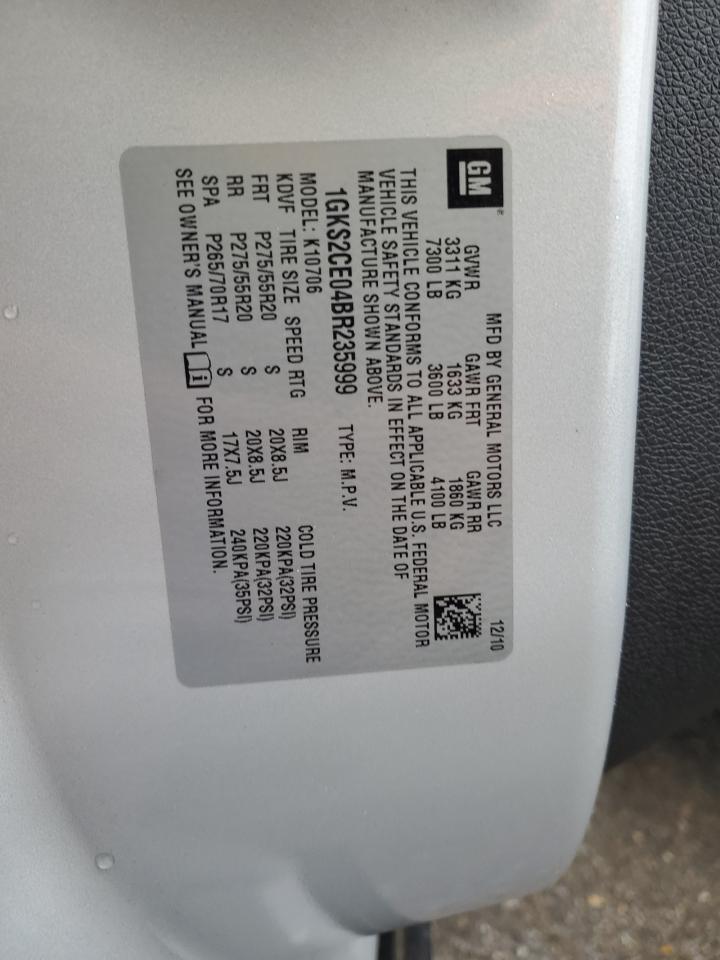 GM®
MFD BY GENERAL MOTORS LLC 12/10
GVWR GAWR FRT GAWR RR
3311 KG 1633 KG 1860 KG
7300 LB 3600 LB 4100 LB
THIS VEHICLE CONFORMS TO ALL APPLICABLE U.S. FEDERAL MOTOR
VEHICLE SAFETY STANDARDS IN EFFECT ON THE DATE OF
MANUFACTURE SHOWN ABOVE.
1GKS2CE04BR235999 TYPE: M.P.V.
MODEL: K10706
KDVF TIRE SIZE SPEED RTG RIM COLD TIRE PRESSURE
FRT P275/55R20 S 20X8.5J 220KPA(32PSI)
RR P275/55R20 S 20X8.5J 220KPA(32PSI)
SPA P265/70R17 S 17X7.5J 240KPA(35PSI)
SEE OWNER'S MANUAL i FOR MORE INFORMATION.